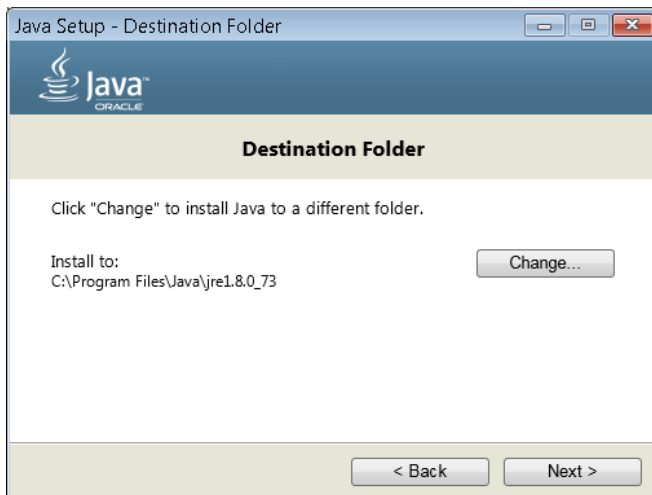 Java Setup - Destination Folder
Java™
ORACLE
Destination Folder
Click "Change" to install Java to a different folder.
Install to:
Change...
C:\Program Files\Java\jre1.8.0_73
< Back
Next >